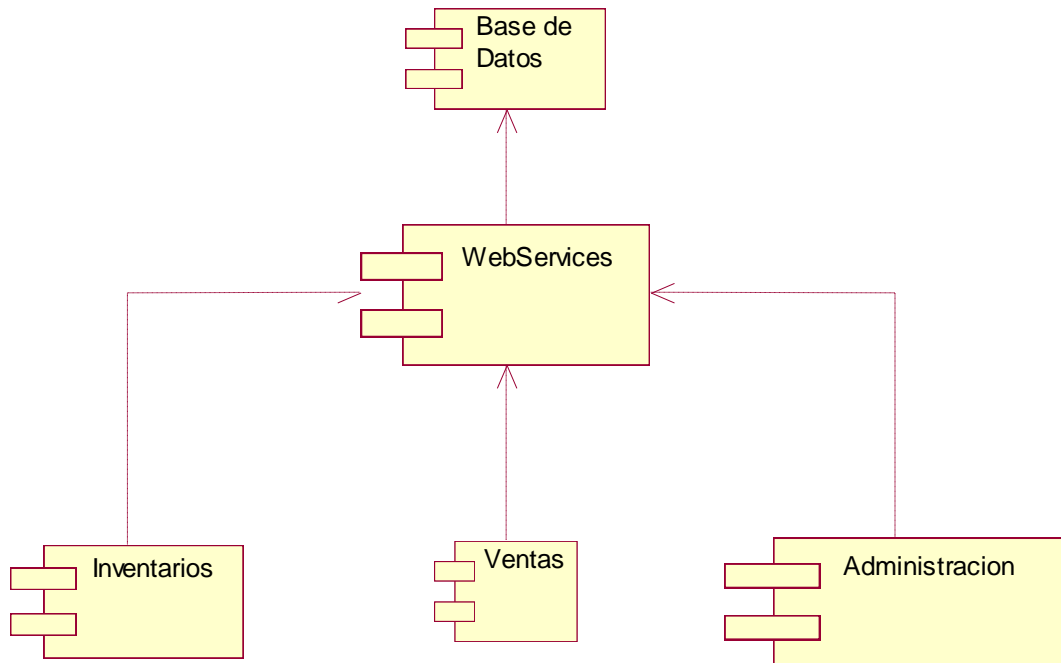 Base de
Datos
WebServices
Inventarios
Ventas
Administracion